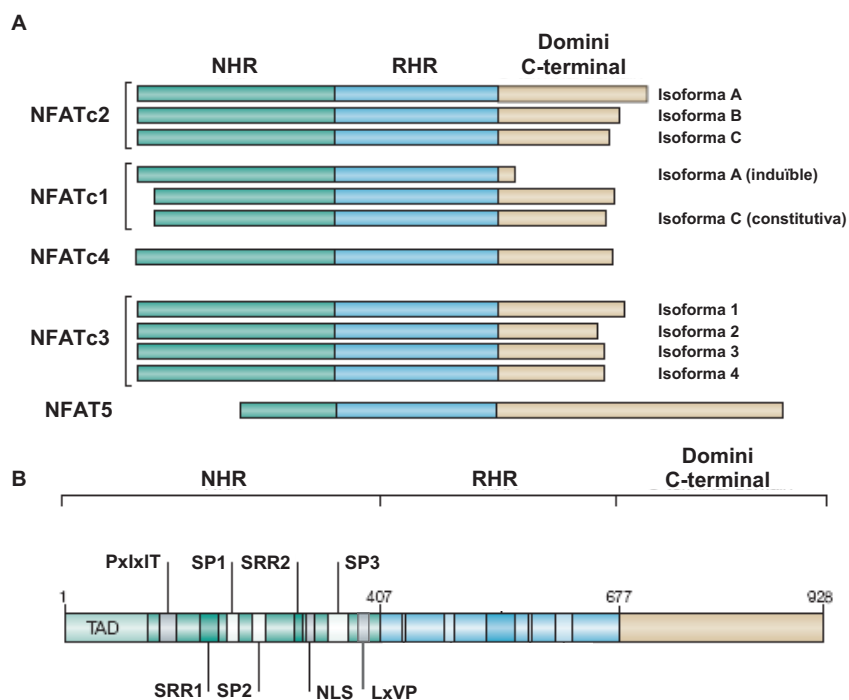 A
NHR
RHR
Domini
C-terminal
NFATc2
Isoforma A
Isoforma B
Isoforma C
NFATc1
Isoforma A (induïble)
Isoforma C (constitutiva)
NFATc4
NFATc3
Isoforma 1
Isoforma 2
Isoforma 3
Isoforma 4
NFAT5
B
NHR
RHR
Domini
C-terminal
PxIxIT
SP1
SRR2
SP3
1
407
677
928
TAD
SRR1
SP2
NLS
LxVP